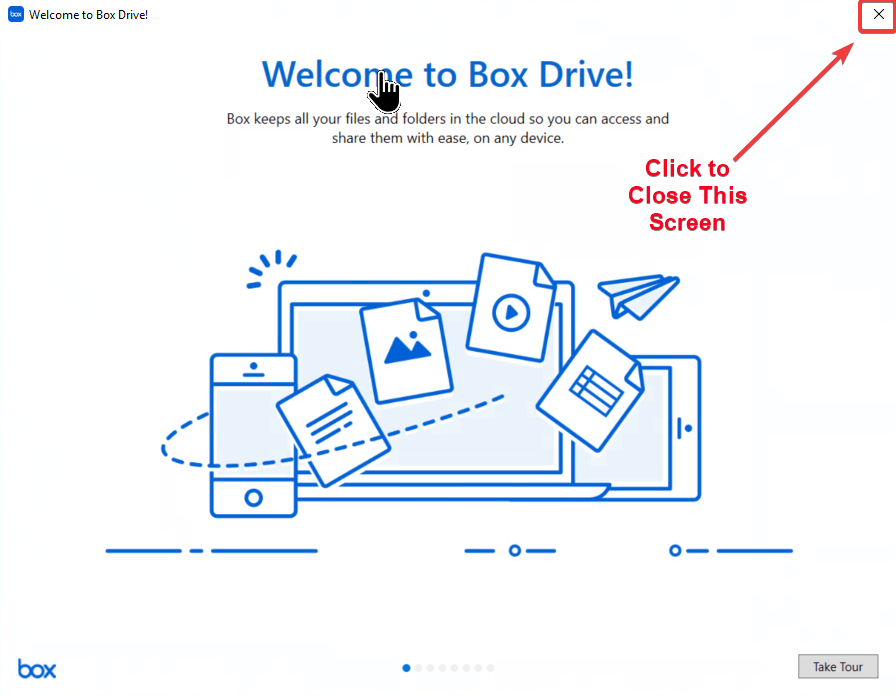 box Welcome to Box Drive!
Welcome to Box Drive!
Box keeps all your files and folders in the cloud so you can access and
share them with ease, on any device.
Click to
Close This
Screen
box
Take Tour